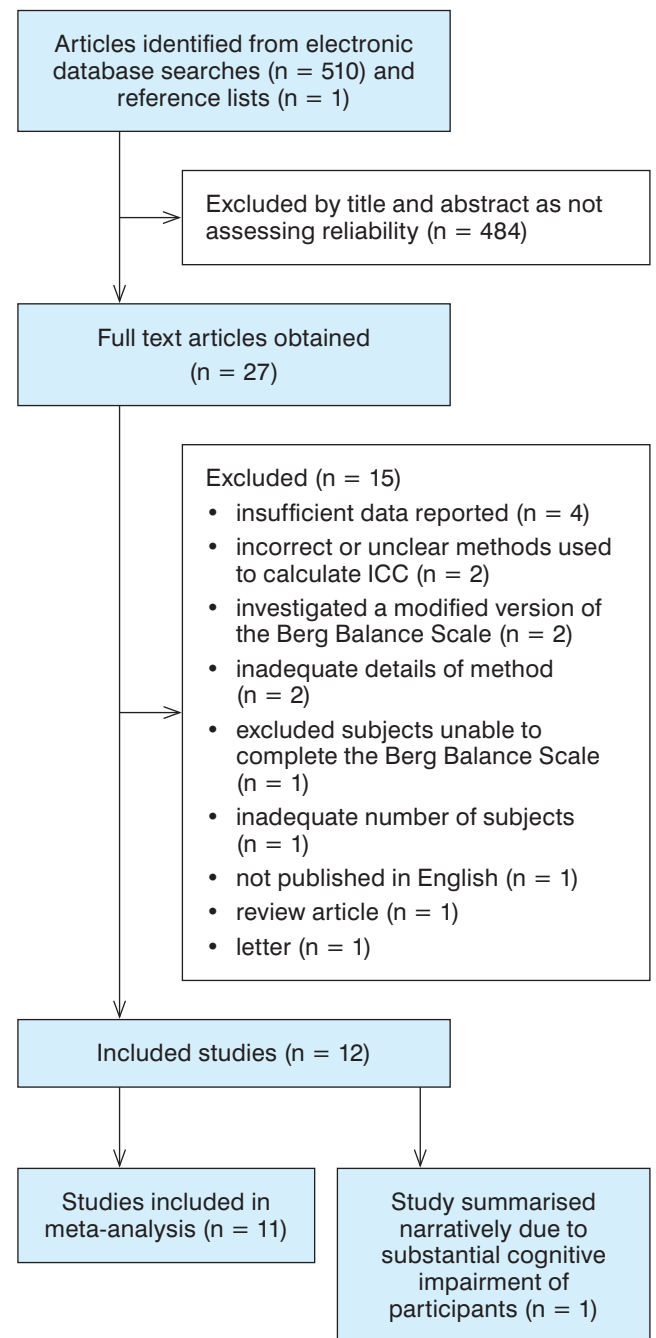 Articles identified from electronic
database searches (n = 510) and
reference lists (n = 1)
Excluded by title and abstract as not
assessing reliability (n = 484)
Full text articles obtained
(n = 27)
Excluded (n = 15)
• insufficient data reported (n = 4)
• incorrect or unclear methods used
to calculate ICC (n = 2)
• investigated a modified version of
the Berg Balance Scale (n = 2)
• inadequate details of method
(n = 2)
• excluded subjects unable to
complete the Berg Balance Scale
(n = 1)
• inadequate number of subjects
(n = 1)
• not published in English (n = 1)
• review article (n = 1)
• letter (n = 1)
Included studies (n = 12)
Studies included in
meta-analysis (n = 11)
Study summarised
narratively due to
substantial cognitive
impairment of
participants (n = 1)